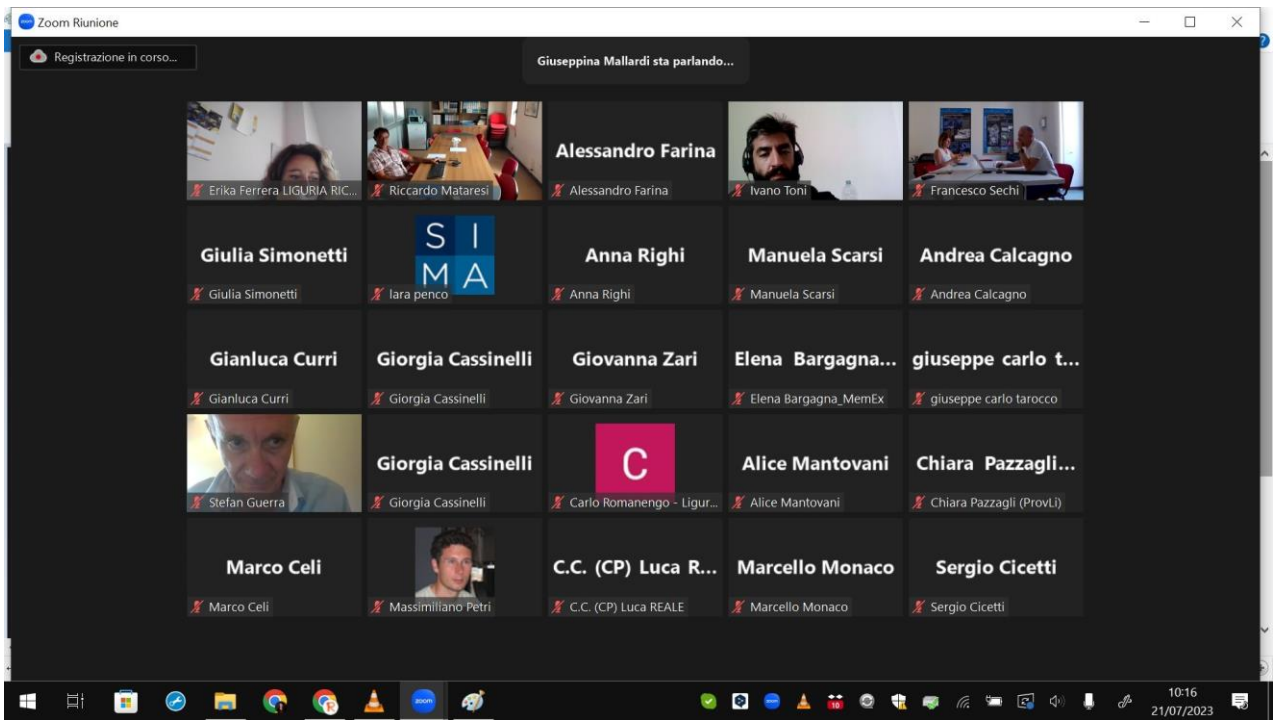 Zoom Riunione
Registrazione in corso...
Giuseppina Mallardi sta parlando...
Erika Ferrera LIGURIA RIC...
Riccardo Mataresi
Alessandro Farina
Alessandro Farina
Ivano Toni
Francesco Sechi
Giulia Simonetti
Giulia Simonetti
S I
M A
lara penco
Anna Righi
Anna Righi
Manuela Scarsi
Manuela Scarsi
Andrea Calcagno
Andrea Calcagno
Gianluca Curri
Gianluca Curri
Giorgia Cassinelli
Giorgia Cassinelli
Giovanna Zari
Giovanna Zari
Elena Bargagna...
Elena Bargagna_MemEx
giuseppe carlo t...
giuseppe carlo tarocco
Stefan Guerra
Giorgia Cassinelli
Giorgia Cassinelli
C
Carlo Romanengo - Ligur...
Alice Mantovani
Alice Mantovani
Chiara Pazzagli...
Chiara Pazzagli (ProvLi)
Marco Celi
Marco Celi
Massimiliano Petri
C.C. (CP) Luca R...
C.C. (CP) Luca REALE
Marcello Monaco
Marcello Monaco
Sergio Cicetti
Sergio Cicetti
zoom
10
10:16
21/07/2023